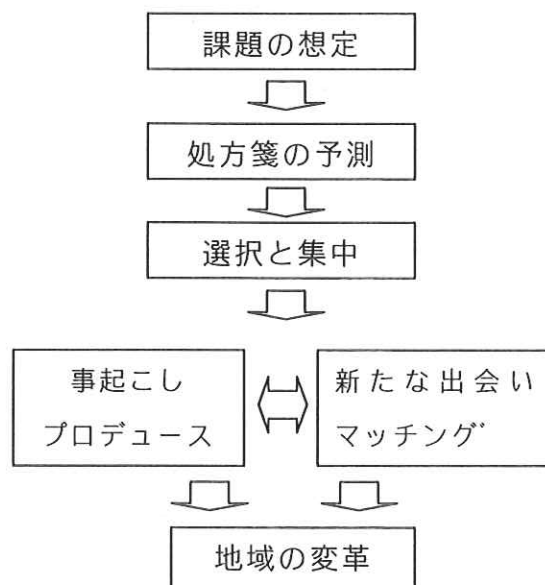 課題の想定
処方箋の予測
選択と集中
事起こし
プロデュース
新たな出会い
マッチング
地域の変革